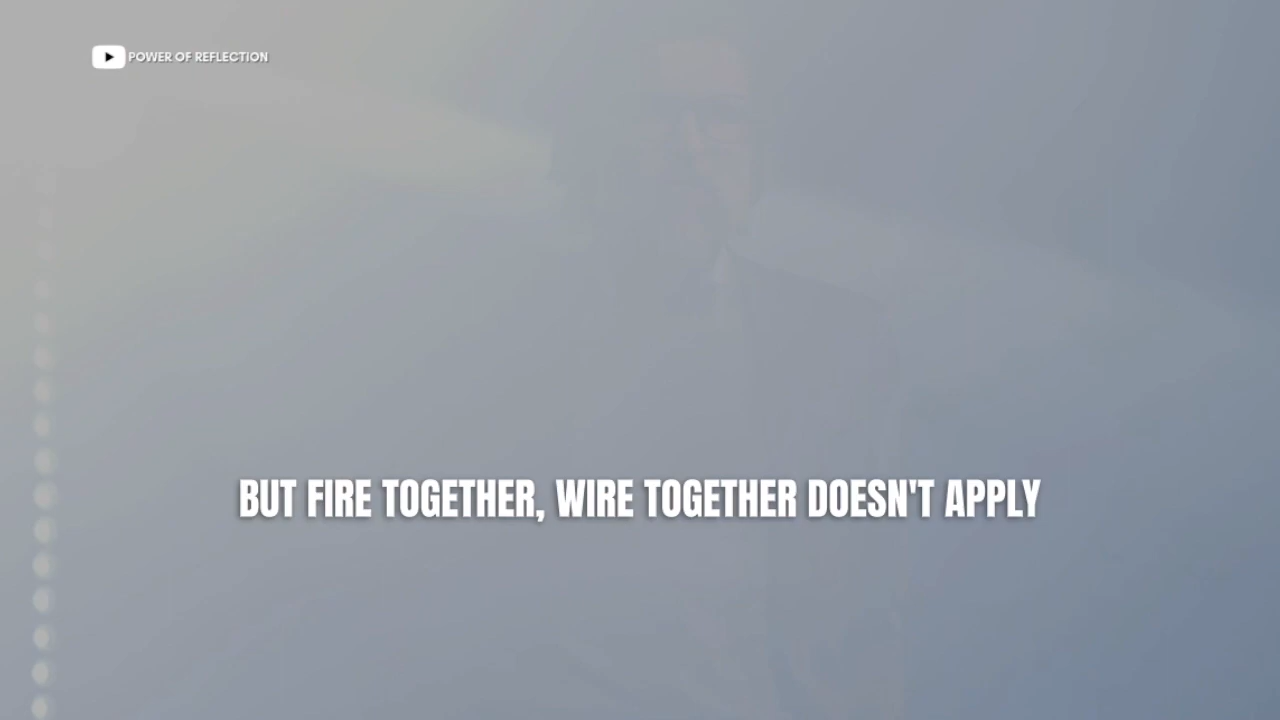 POWER OF REFLECTION
BUT FIRE TOGETHER, WIRE TOGETHER DOESN'T APPLY